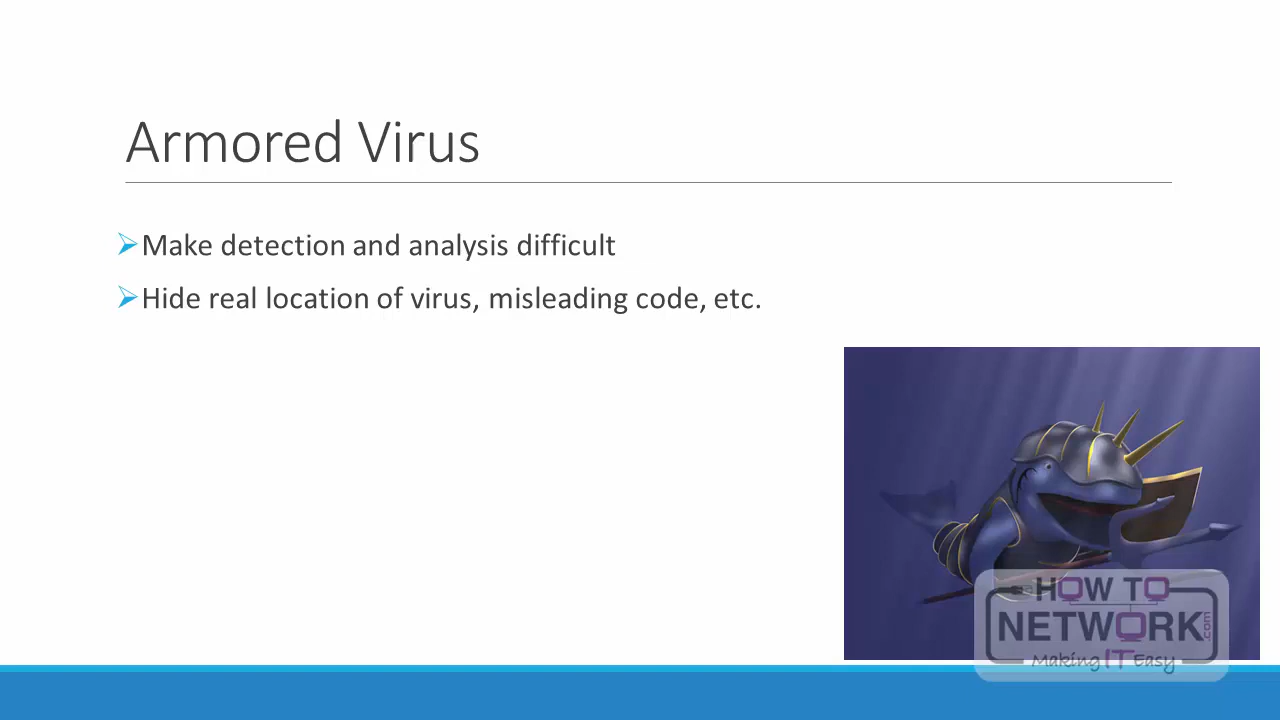 Armored Virus
Make detection and analysis difficult
Hide real location of virus, misleading code, etc.
HOW TO
NETWORK.com
Making IT Easy